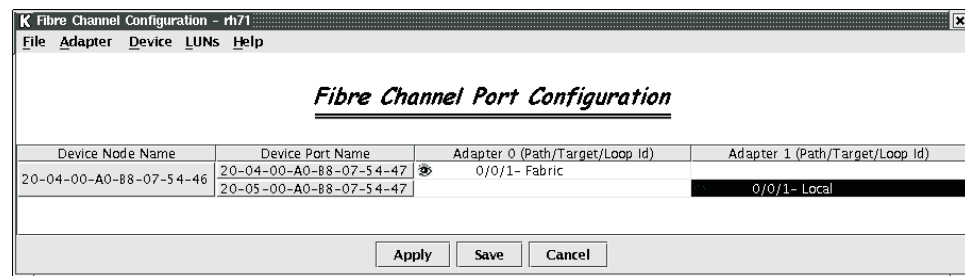 K Fibre Channel Configuration - rh71
File Adapter Device LUNs Help
Fibre Channel Port Configuration
Device Node Name Device Port Name Adapter 0 (Path/Target/Loop Id) Adapter 1 (Path/Target/Loop Id)
20-04-00-A0-B8-07-54-46 20-04-00-A0-B8-07-54-47 0/0/1- Fabric
20-05-00-A0-B8-07-54-47 0/0/1- Local
Apply Save Cancel